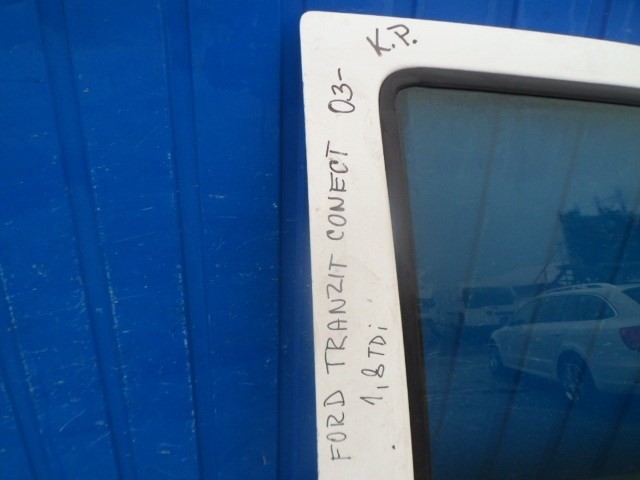 K.P.
FORD TRANZIT CONECT 03-
1,8 TDi